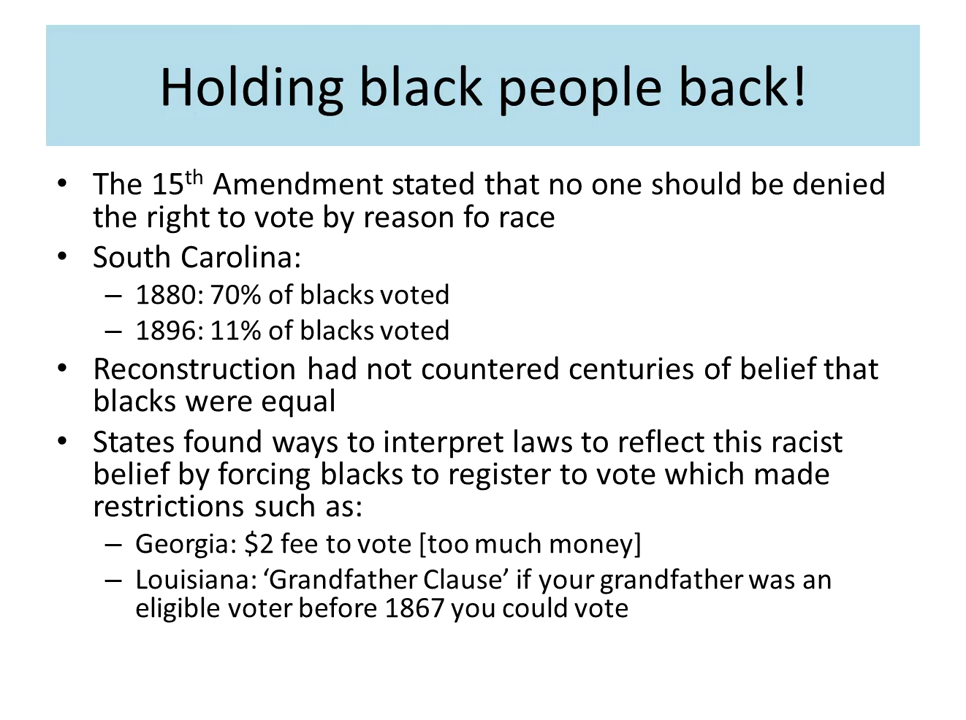 Holding black people back!
• The 15th Amendment stated that no one should be denied
the right to vote by reason fo race
• South Carolina:
– 1880: 70% of blacks voted
– 1896: 11% of blacks voted
• Reconstruction had not countered centuries of belief that
blacks were equal
• States found ways to interpret laws to reflect this racist
belief by forcing blacks to register to vote which made
restrictions such as:
– Georgia: $2 fee to vote [too much money]
– Louisiana: ‘Grandfather Clause’ if your grandfather was an
eligible voter before 1867 you could vote